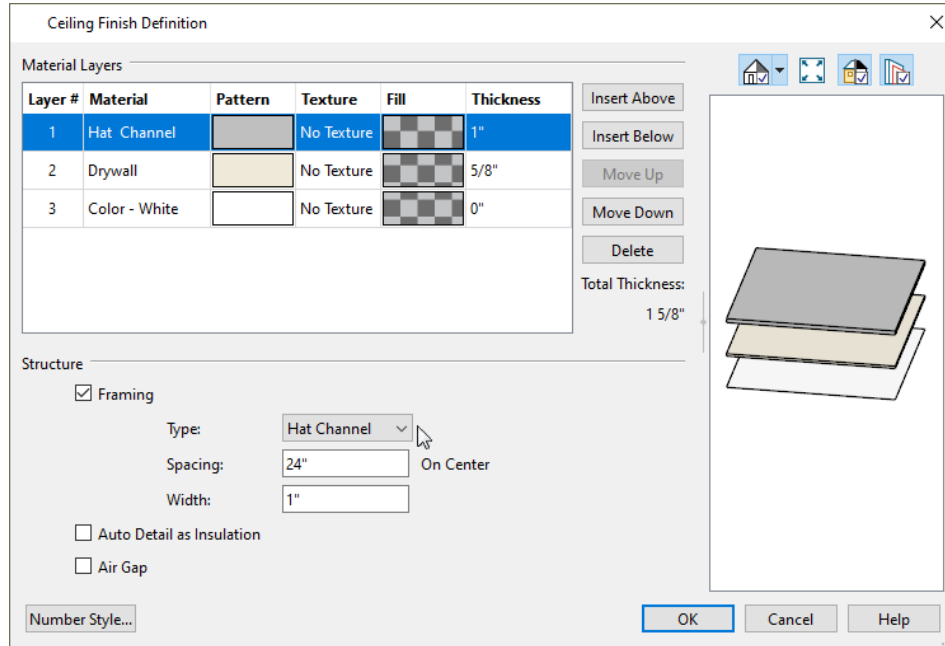 Ceiling Finish Definition
Material Layers
Layer # Material Pattern Texture Fill Thickness
1 Hat Channel No Texture 1"
2 Drywall No Texture 5/8"
3 Color - White No Texture 0"
Insert Above
Insert Below
Move Up
Move Down
Delete
Total Thickness:
1 5/8"
Structure
Framing
Type: Hat Channel
Spacing: 24" On Center
Width: 1"
Auto Detail as Insulation
Air Gap
Number Style... OK Cancel Help